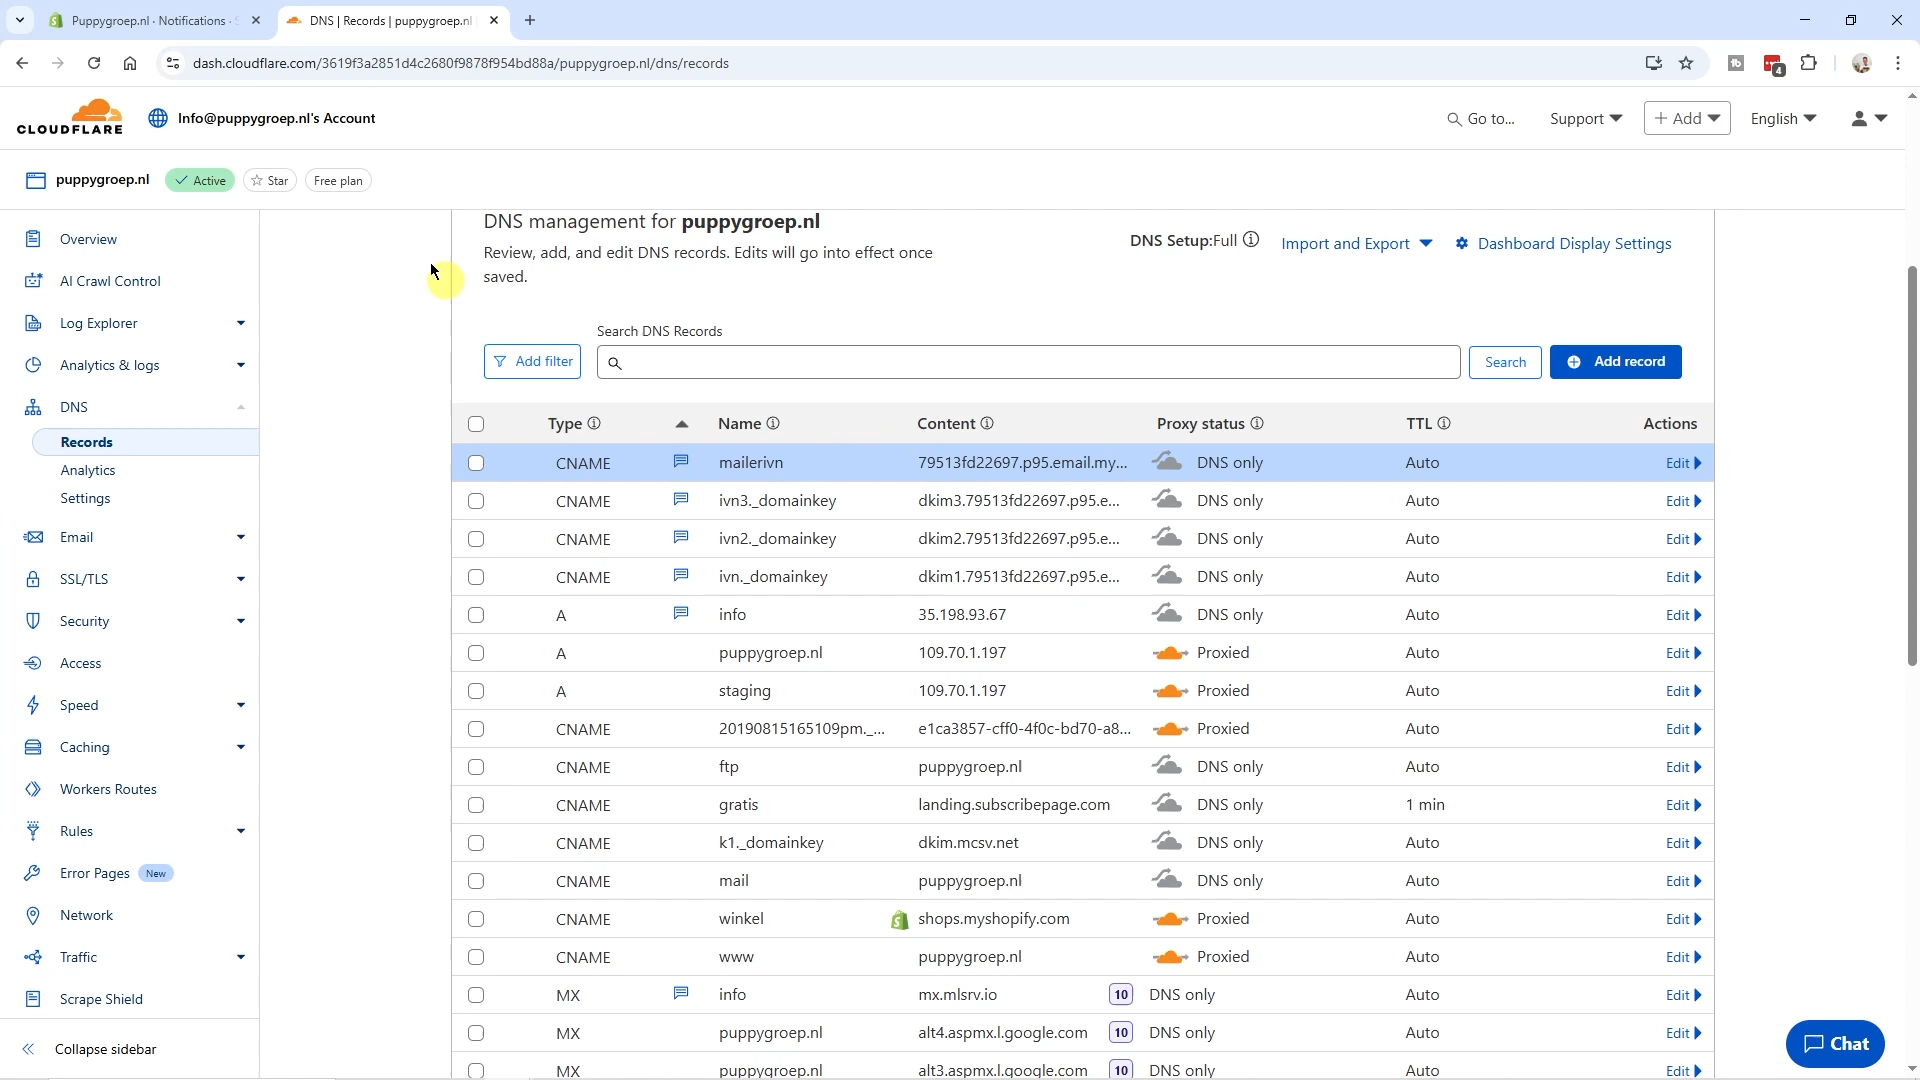 Puppygroep.nl · Notifications ·
DNS | Records | puppygroep.nl
dash.cloudflare.com/3619f3a2851d4c2680f9878f954bd88a/puppygroep.nl/dns/records
4
CLOUDFLARE
Info@puppygroep.nl's Account
Go to...
Support
Add
English
puppygroep.nl
Active
Star
Free plan
Overview
AI Crawl Control
Log Explorer
Analytics & logs
DNS
Records
Analytics
Settings
Email
SSL/TLS
Security
Access
Speed
Caching
Workers Routes
Rules
Error Pages New
Network
Traffic
Scrape Shield
Collapse sidebar
DNS management for puppygroep.nl
Review, add, and edit DNS records. Edits will go into effect once
saved.
DNS Setup:Full
Import and Export
Dashboard Display Settings
Search DNS Records
Add filter
Search
Add record
Type Name Content Proxy status TTL Actions
CNAME mailerivn 79513fd22697.p95.email.my... DNS only Auto Edit
CNAME ivn3._domainkey dkim3.79513fd22697.p95.e... DNS only Auto Edit
CNAME ivn2._domainkey dkim2.79513fd22697.p95.e... DNS only Auto Edit
CNAME ivn._domainkey dkim1.79513fd22697.p95.e... DNS only Auto Edit
A info 35.198.93.67 DNS only Auto Edit
A puppygroep.nl 109.70.1.197 Proxied Auto Edit
A staging 109.70.1.197 Proxied Auto Edit
CNAME 20190815165109pm._... e1ca3857-cff0-4f0c-bd70-a8... Proxied Auto Edit
CNAME ftp puppygroep.nl DNS only Auto Edit
CNAME gratis landing.subscribepage.com DNS only 1 min Edit
CNAME k1._domainkey dkim.mcsv.net DNS only Auto Edit
CNAME mail puppygroep.nl DNS only Auto Edit
CNAME winkel shops.myshopify.com Proxied Auto Edit
CNAME www puppygroep.nl Proxied Auto Edit
MX info mx.mlsrv.io 10 DNS only Auto Edit
MX puppygroep.nl alt4.aspmx.l.google.com 10 DNS only Auto Edit
MX puppygroep.nl alt3.aspmx.l.google.com 10 DNS only Auto Edit
Chat